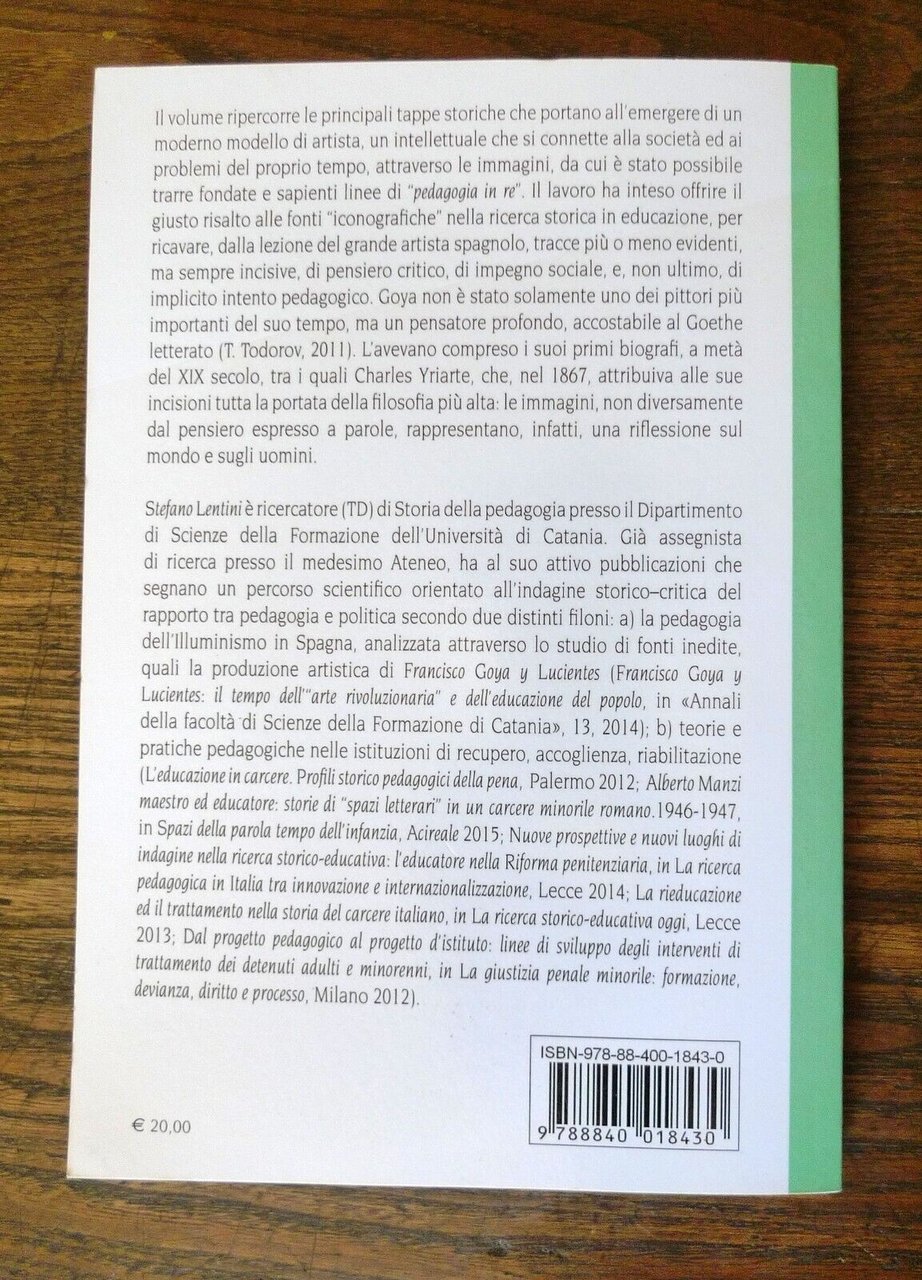 Il volume ripercorre le principali tappe storiche che portano all'emergere di un
moderno modello di artista, un intellettuale che si connette alla società ed ai
problemi del proprio tempo, attraverso le immagini, da cui è stato possibile
trarre fondate e sapienti linee di "pedagogia in re". Il lavoro ha inteso offrire il
giusto risalto alle fonti "iconografiche" nella ricerca storica in educazione, per
ricavare, dalla lezione del grande artista spagnolo, tracce più o meno evidenti,
ma sempre incisive, di pensiero critico, di impegno sociale, e, non ultimo, di
implicito intento pedagogico. Goya non è stato solamente uno dei pittori più
importanti del suo tempo, ma un pensatore profondo, accostabile al Goethe
letterato (T. Todorov, 2011). L'avevano compreso i suoi primi biografi, a metà
del XIX secolo, tra i quali Charles Yriarte, che, nel 1867, attribuiva alle sue
incisioni tutta la portata della filosofia più alta: le immagini, non diversamente
dal pensiero espresso a parole, rappresentano, infatti, una riflessione sul
mondo e sugli uomini.
Stefano Lentini è ricercatore (TD) di Storia della pedagogia presso il Dipartimento
di Scienze della Formazione dell'Università di Catania. Già assegnista
di ricerca presso il medesimo Ateneo, ha al suo attivo pubblicazioni che
segnano un percorso scientifico orientato all'indagine storico–critica del
rapporto tra pedagogia e politica secondo due distinti filoni: a) la pedagogia
dell'Illuminismo in Spagna, analizzata attraverso lo studio di fonti inedite,
quali la produzione artistica di Francisco Goya y Lucientes (Francisco Goya y
Lucientes: il tempo dell'"arte rivoluzionaria" e dell'educazione del popolo, in «Annali
della facoltà di Scienze della Formazione di Catania», 13, 2014); b) teorie e
pratiche pedagogiche nelle istituzioni di recupero, accoglienza, riabilitazione
(L'educazione in carcere. Profili storico pedagogici della pena, Palermo 2012; Alberto Manzi
maestro ed educatore: storie di "spazi letterari" in un carcere minorile romano.1946-1947,
in Spazi della parola tempo dell'infanzia, Acireale 2015; Nuove prospettive e nuovi luoghi di
indagine nella ricerca storico-educativa: l'educatore nella Riforma penitenziaria, in La ricerca
pedagogica in Italia tra innovazione e internazionalizzazione, Lecce 2014; La rieducazione
ed il trattamento nella storia del carcere italiano, in La ricerca storico-educativa oggi, Lecce
2013; Dal progetto pedagogico al progetto d'istituto: linee di sviluppo degli interventi di
trattamento dei detenuti adulti e minorenni, in La giustizia penale minorile: formazione,
devianza, diritto e processo, Milano 2012).
ISBN-978-88-400-1843-0
9 788840 018430
€ 20,00